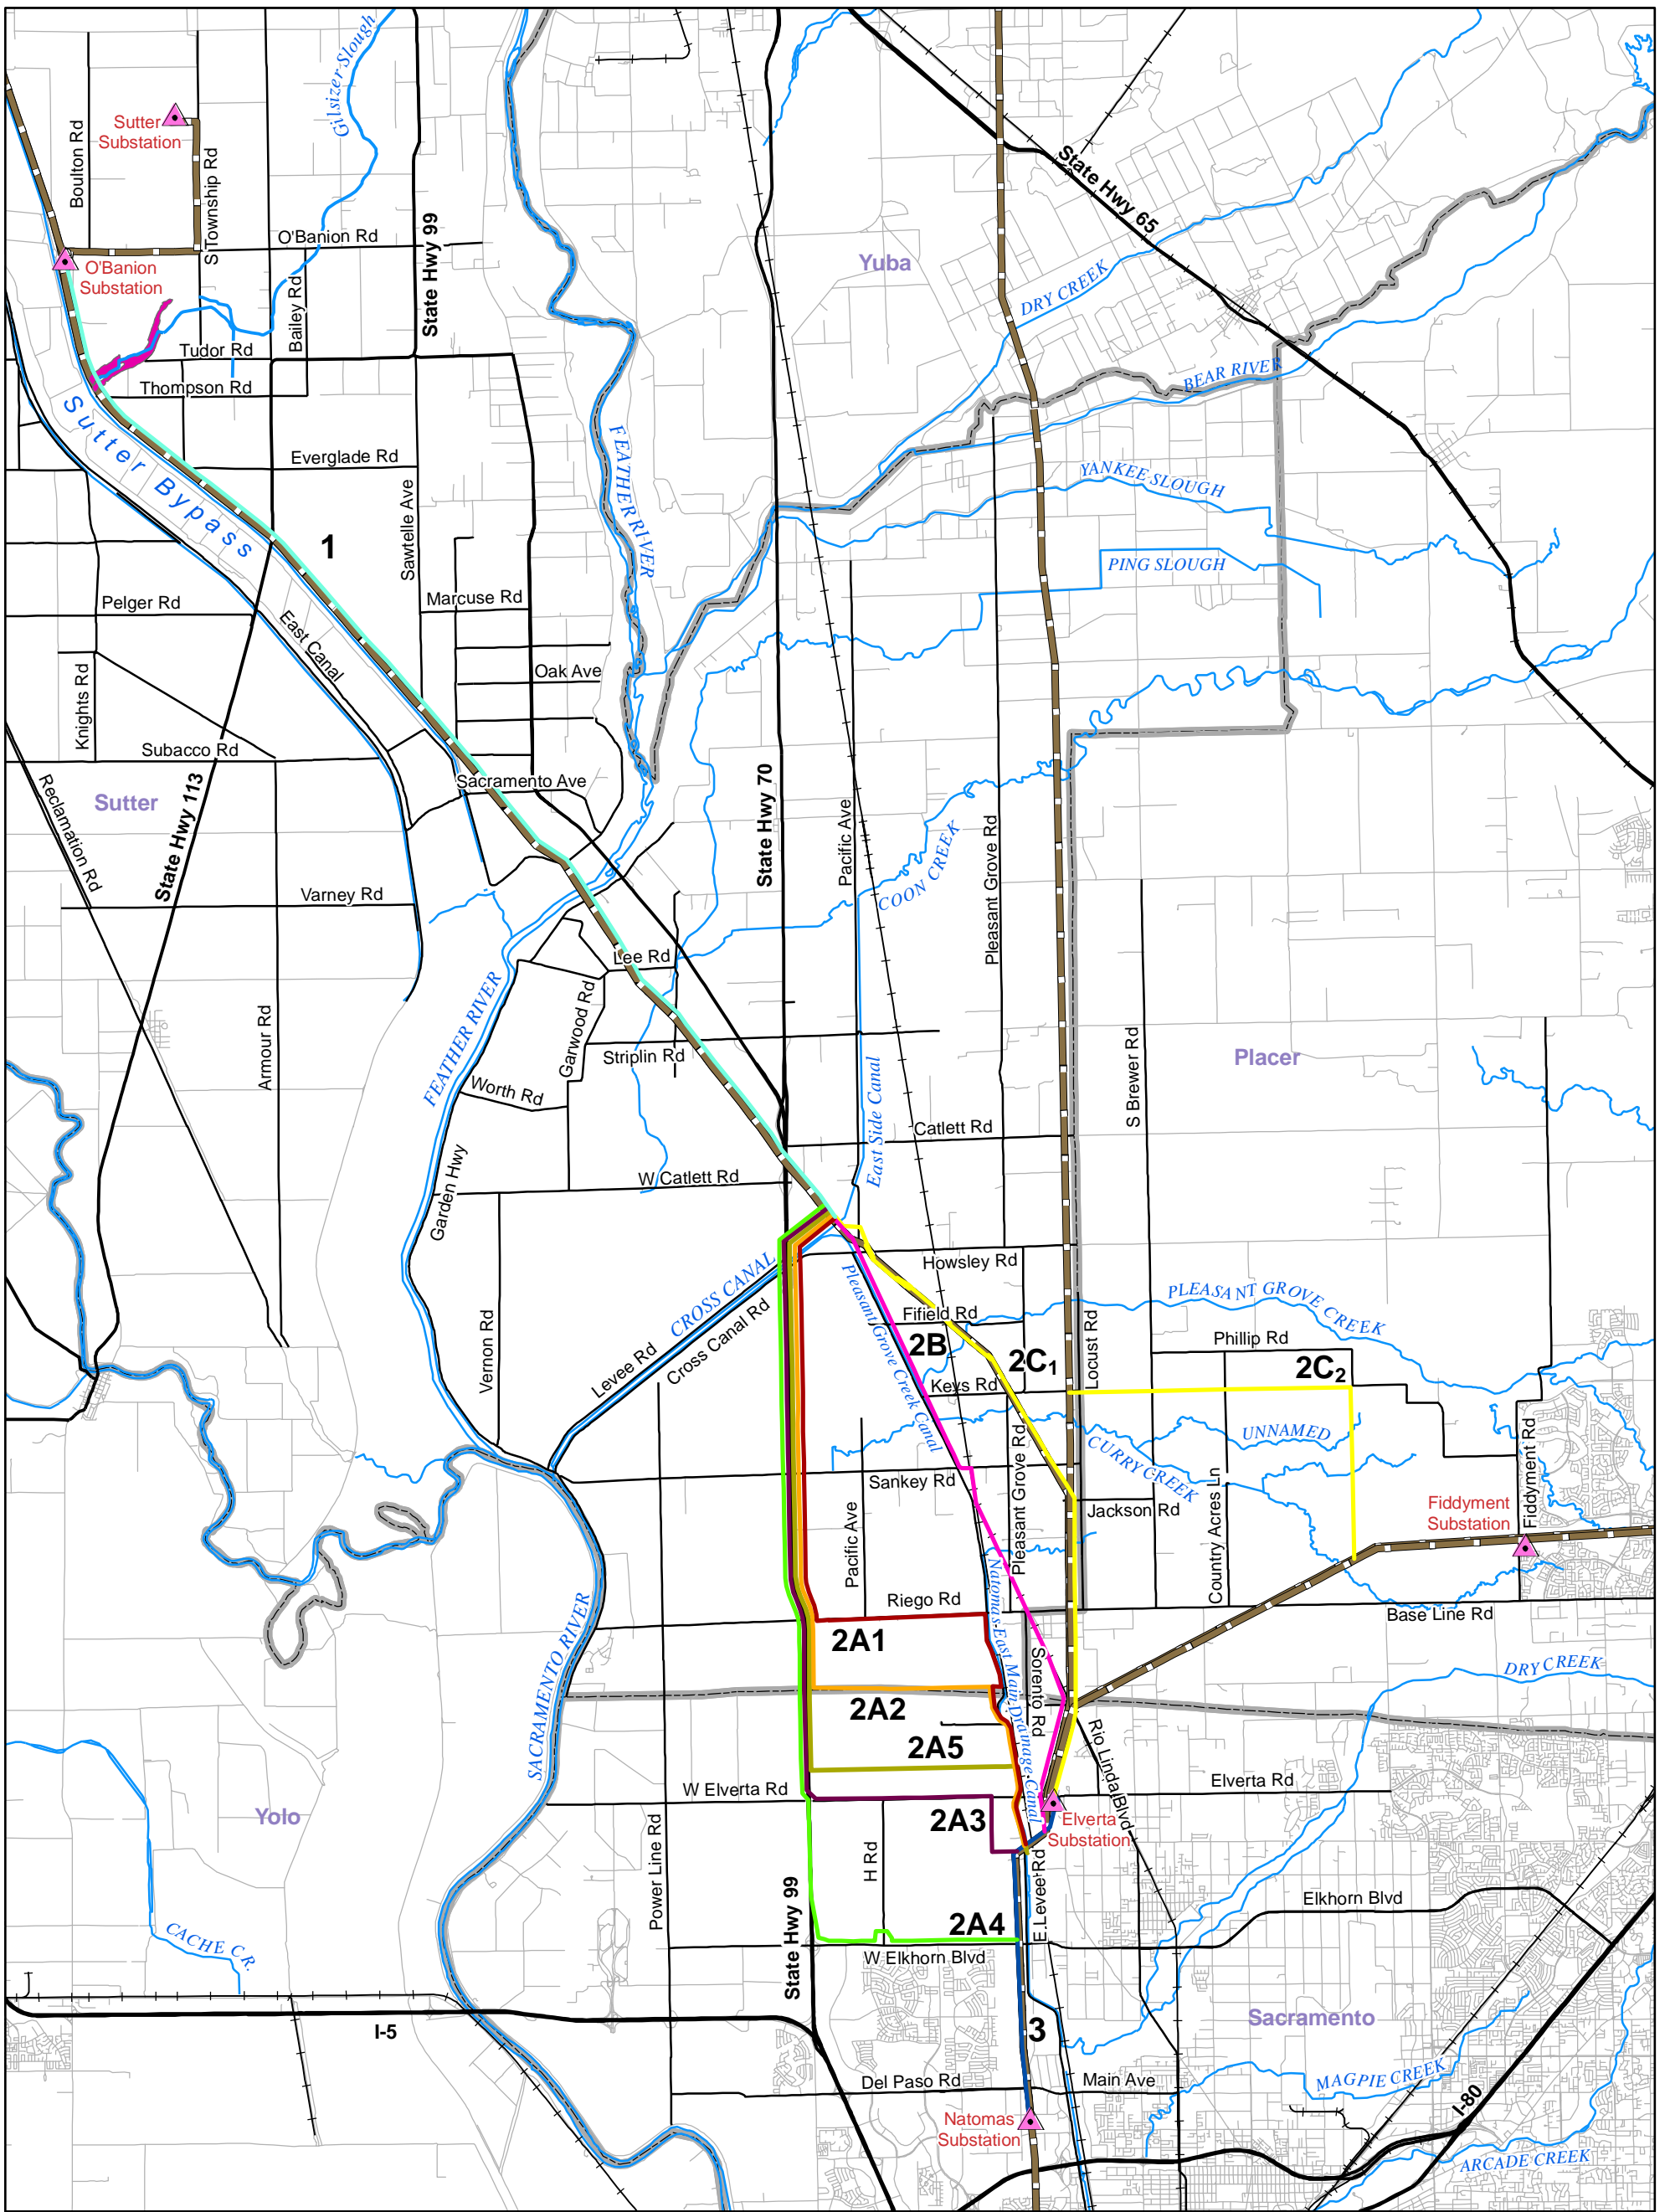 Gilsizer Slough
Sutter
Substation
Boulton Rd
S Township Rd
O'Banion Rd
State Hwy 99
State Hwy 65
Yuba
O'Banion
Substation
Bailey Rd
DRY CREEK
Tudor Rd
Thompson Rd
BEAR RIVER
Sutter Bypass
FEATHER RIVER
Everglade Rd
YANKEE SLOUGH
Sawtelle Ave
1
PING SLOUGH
Pelger Rd
Marcuse Rd
East Canal
Oak Ave
Knights Rd
Subacco Rd
Sacramento Ave
Reclamation Rd
Sutter
State Hwy 113
State Hwy 70
Pacific Ave
Pleasant Grove Rd
COON CREEK
Varney Rd
Lee Rd
FEATHER RIVER
Garwood Rd
Armour Rd
Striplin Rd
Placer
S Brewer Rd
Worth Rd
East Side Canal
Catlett Rd
Garden Hwy
W Catlett Rd
Howsley Rd
CROSS CANAL
Pleasant Grove Creek Canal
PLEASANT GROVE CREEK
Fifield Rd
Levee Rd
Cross Canal Rd
Vernon Rd
2B
2C1
Locust Rd
Phillip Rd
2C2
Keys Rd
UNNAMED
CURRY CREEK
Pleasant Grove Rd
Fiddyment Rd
Sankey Rd
Country Acres Ln
Jackson Rd
Fiddyment
Substation
Pacific Ave
Natomas East Main Drainage Canal
Riego Rd
Base Line Rd
SACRAMENTO RIVER
2A1
Sorento Rd
DRY CREEK
2A2
2A5
Rio Linda Blvd
W Elverta Rd
Elverta Rd
Yolo
2A3
Elverta
Substation
Power Line Rd
H Rd
State Hwy 99
E Levee Rd
Elkhorn Blvd
2A4
CACHE CR.
W Elkhorn Blvd
I-5
3
Sacramento
Del Paso Rd
Main Ave
MAGPIE CREEK
Natomas
Substation
I-80
ARCADE CREEK